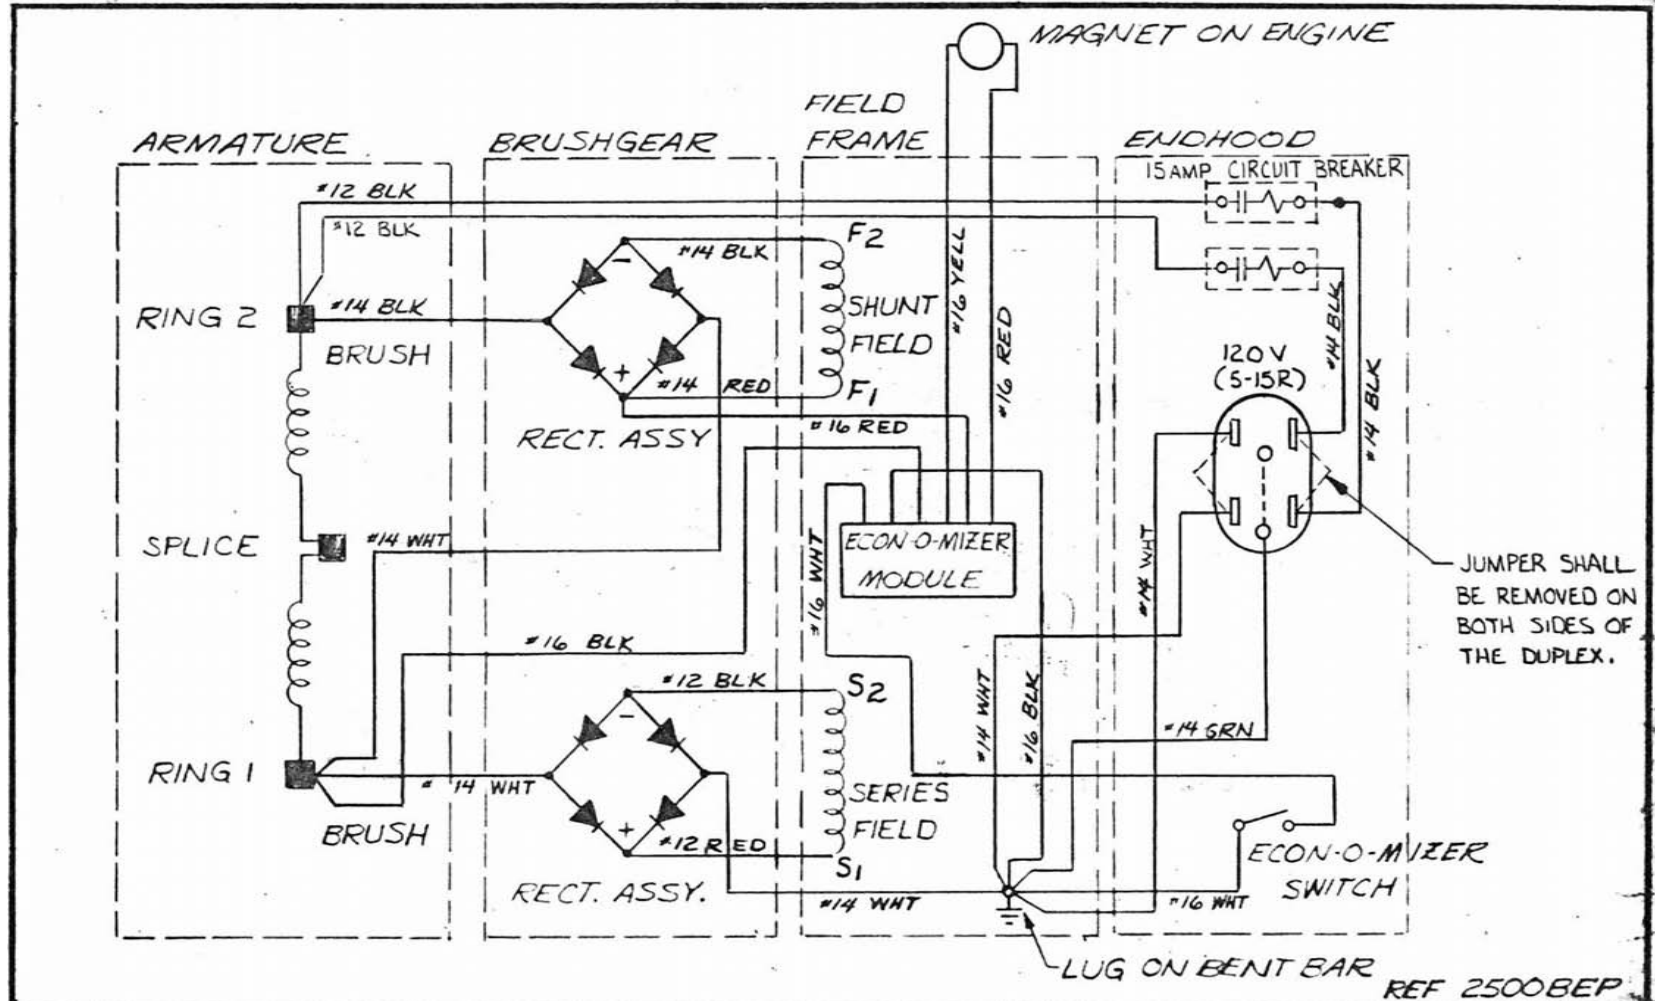 MAGNET ON ENGINE
FIELD
FRAME
ARMATURE
BRUSHGEAR
ENDHOOD
15 AMP CIRCUIT BREAKER
#12 BLK
#12 BLK
#14 BLK
F2
#16 YELL
#16 RED
RING 2
#14 BLK
BRUSH
SHUNT
FIELD
−
+
#14 RED
F1
RECT. ASSY
#16 RED
120V
(5-15R)
#14 BLK
#14 BLK
SPLICE
#14 WHT
ECON-O-MIZER
MODULE
#16 WHT
#14 WHT
JUMPER SHALL
BE REMOVED ON
BOTH SIDES OF
THE DUPLEX.
#16 BLK
#12 BLK
S2
#14 WHT
#16 BLK
#14 GRN
RING 1
#14 WHT
BRUSH
−
+
SERIES
FIELD
#12 RED
S1
RECT. ASSY.
#14 WHT
#16 WHT
ECON-O-MIZER
SWITCH
LUG ON BENT BAR
REF 2500BEP